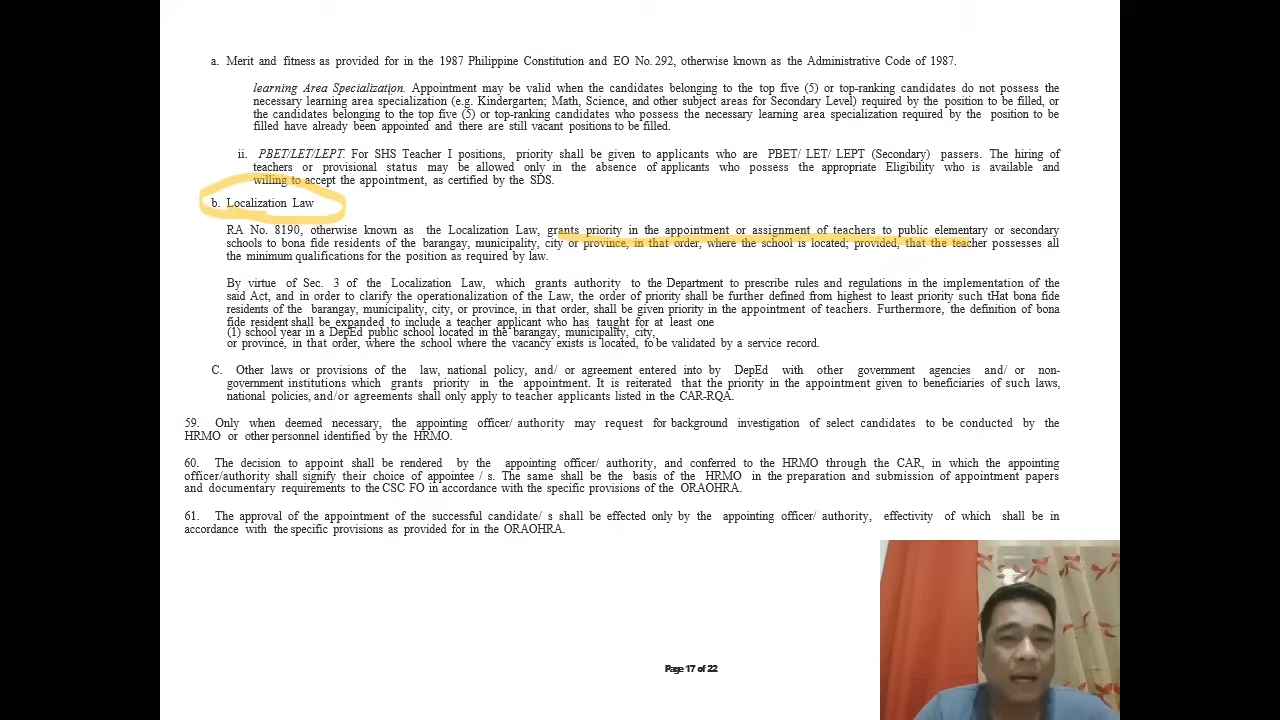 a. Merit and fitness as provided for in the 1987 Philippine Constitution and EO No. 292, otherwise known as the Administrative Code of 1987.
learning Area Specialization. Appointment may be valid when the candidates belonging to the top five (5) or top-ranking candidates do not possess the
necessary learning area specialization (e.g. Kindergarten; Math, Science, and other subject areas for Secondary Level) required by the position to be filled, or
the candidates belonging to the top five (5) or top-ranking candidates who possess the necessary learning area specialization required by the position to be
filled have already been appointed and there are still vacant positions to be filled.
ii. PBET/LET/LEPT. For SHS Teacher I positions, priority shall be given to applicants who are PBET/ LET/ LEPT (Secondary) passers. The hiring of
teachers or provisional status may be allowed only in the absence of applicants who possess the appropriate Eligibility who is available and
willing to accept the appointment, as certified by the SDS.
b. Localization Law
RA No. 8190, otherwise known as the Localization Law, grants priority in the appointment or assignment of teachers to public elementary or secondary
schools to bona fide residents of the barangay, municipality, city or province, in that order, where the school is located; provided, that the teacher possesses all
the minimum qualifications for the position as required by law.
By virtue of Sec. 3 of the Localization Law, which grants authority to the Department to prescribe rules and regulations in the implementation of the
said Act, and in order to clarify the operationalization of the Law, the order of priority shall be further defined from highest to least priority such tHat bona fide
residents of the barangay, municipality, city, or province, in that order, shall be given priority in the appointment of teachers. Furthermore, the definition of bona
fide resident shall be expanded to include a teacher applicant who has taught for at least one
(1) school year in a DepEd public school located in the barangay, municipality, city,
or province, in that order, where the school where the vacancy exists is located, to be validated by a service record.
C. Other laws or provisions of the law, national policy, and/ or agreement entered into by DepEd with other government agencies and/ or non-
government institutions which grants priority in the appointment. It is reiterated that the priority in the appointment given to beneficiaries of such laws,
national policies, and/or agreements shall only apply to teacher applicants listed in the CAR-RQA.
59. Only when deemed necessary, the appointing officer/ authority may request for background investigation of select candidates to be conducted by the
HRMO or other personnel identified by the HRMO.
60. The decision to appoint shall be rendered by the appointing officer/ authority, and conferred to the HRMO through the CAR, in which the appointing
officer/authority shall signify their choice of appointee / s. The same shall be the basis of the HRMO in the preparation and submission of appointment papers
and documentary requirements to the CSC FO in accordance with the specific provisions of the ORAOHRA.
61. The approval of the appointment of the successful candidate/ s shall be effected only by the appointing officer/ authority, effectivity of which shall be in
accordance with the specific provisions as provided for in the ORAOHRA.
Page 17 of 22